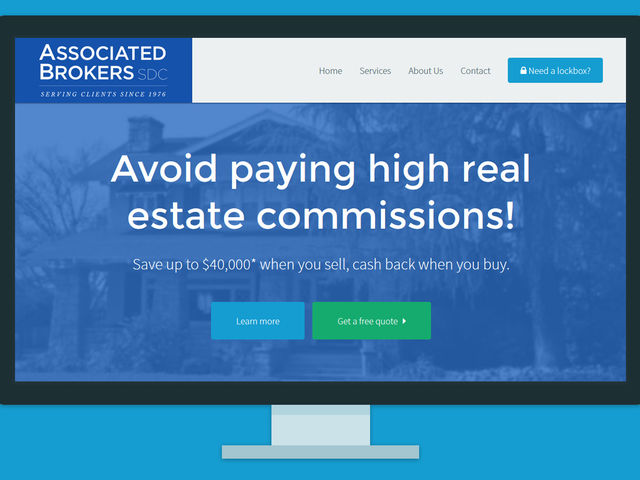 ASSOCIATED
BROKERS SDC
SERVING CLIENTS SINCE 1976
Home Services About Us Contact Need a lockbox?
Avoid paying high real
estate commissions!
Save up to $40,000* when you sell, cash back when you buy.
Learn more Get a free quote